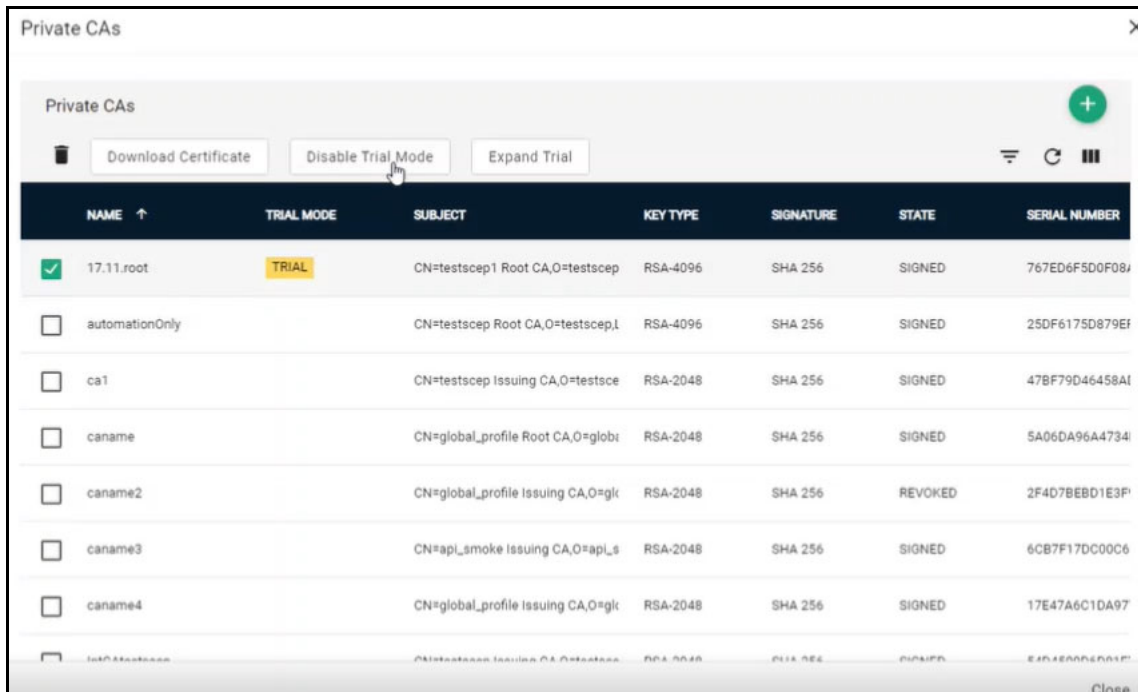 Private CAs
Private CAs
Download Certificate Disable Trial Mode Expand Trial
NAME TRIAL MODE SUBJECT KEY TYPE SIGNATURE STATE SERIAL NUMBER
17.11.root TRIAL CN=testscep1 Root CA,O=testscep RSA-4096 SHA 256 SIGNED 767ED6F5D0F08
automationOnly CN=testscep Root CA,O=testscep, RSA-4096 SHA 256 SIGNED 25DF6175D879E
ca1 CN=testscep Issuing CA,O=testsce RSA-2048 SHA 256 SIGNED 47BF79D46458A
caname CN=global_profile Root CA,O=globa RSA-2048 SHA 256 SIGNED 5A06DA96A4734
caname2 CN=global_profile Issuing CA,O=glo RSA-2048 SHA 256 REVOKED 2F4D7BEBD1E3F
caname3 CN=api_smoke Issuing CA,O=api_s RSA-2048 SHA 256 SIGNED 6CB7F17DC00C6
caname4 CN=global_profile Issuing CA,O=glo RSA-2048 SHA 256 SIGNED 17E47A6C1DA97
Close